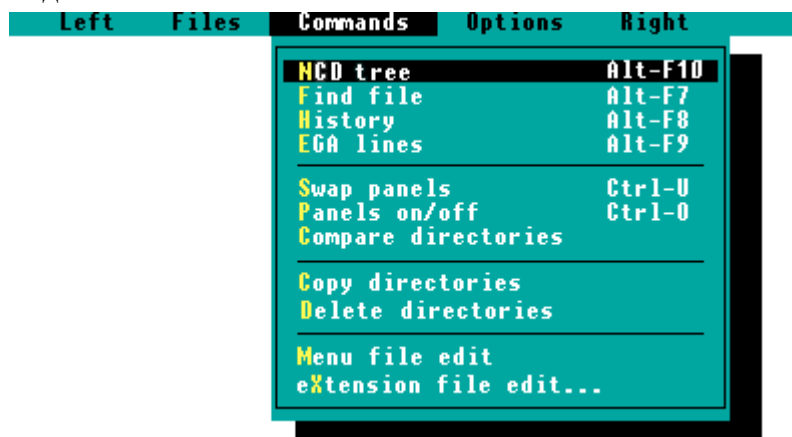 Left Files Commands Options Right
NCD tree Alt-F10
Find file Alt-F7
History Alt-F8
EGA lines Alt-F9
Swap panels Ctrl-U
Panels on/off Ctrl-O
Compare directories
Copy directories
Delete directories
Menu file edit
eXtension file edit...